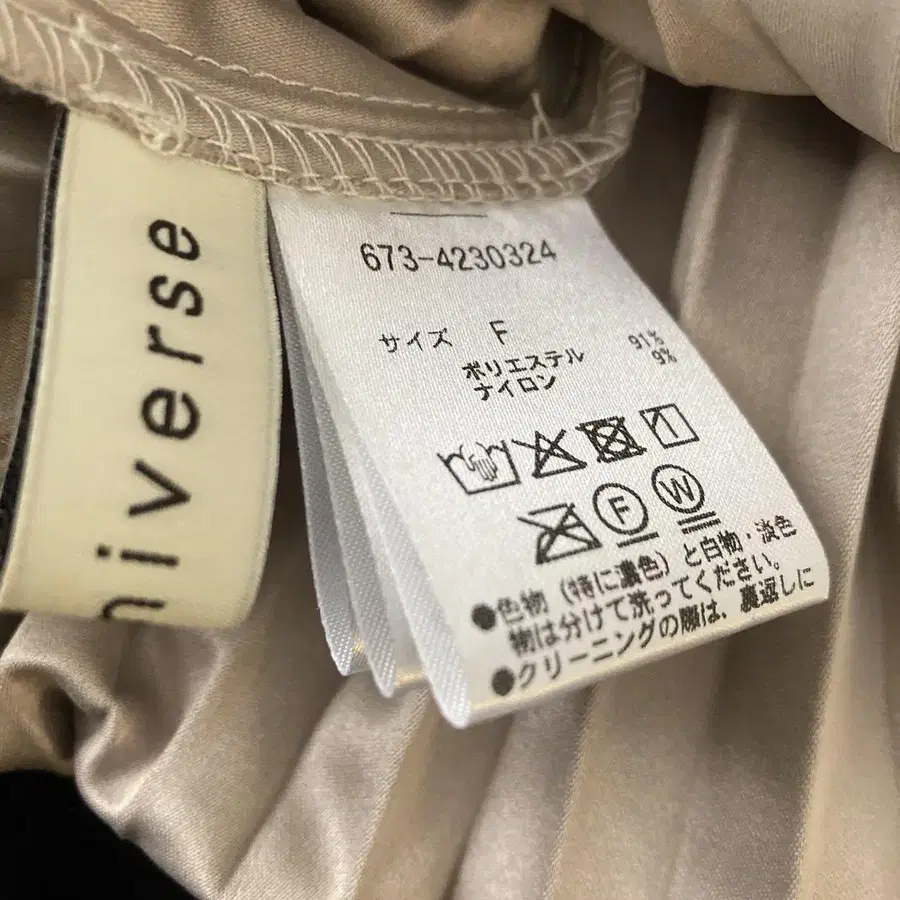 niverse
673-4230324
サイズ F
ポリエステル 91%
ナイロン 9%
F W
●色物(特に濃色)と白物・淡色
物は分けて洗ってください。
●クリーニングの際は、裏返しに